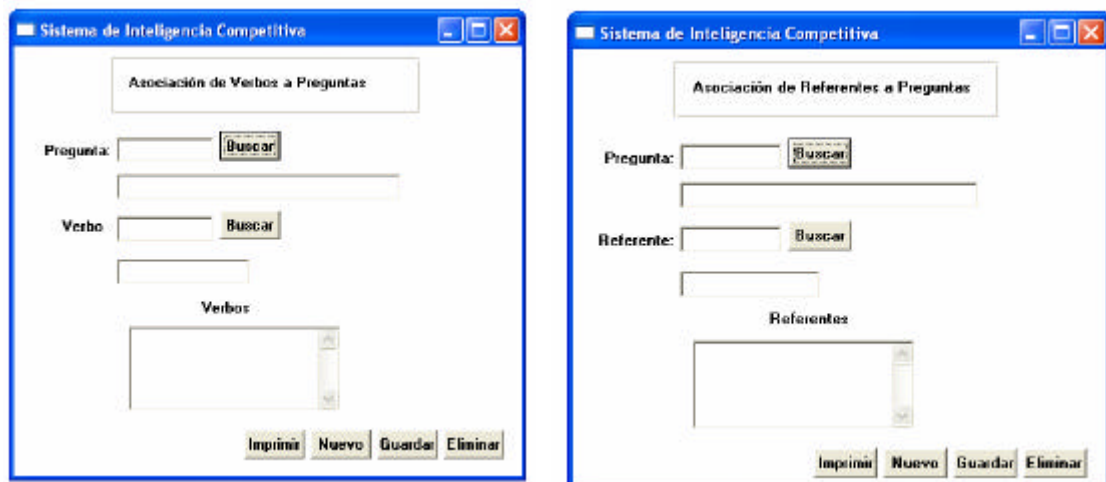 Sistema de Inteligencia Competitiva
Asociación de Verbos a Preguntas
Pregunta: Buscar
Verbo Buscar
Verbos
Imprimir Nuevo Guardar Eliminar
Sistema de Inteligencia Competitiva
Asociación de Referentes a Preguntas
Pregunta: Buscar
Referente: Buscar
Referentes
Imprimir Nuevo Guardar Eliminar